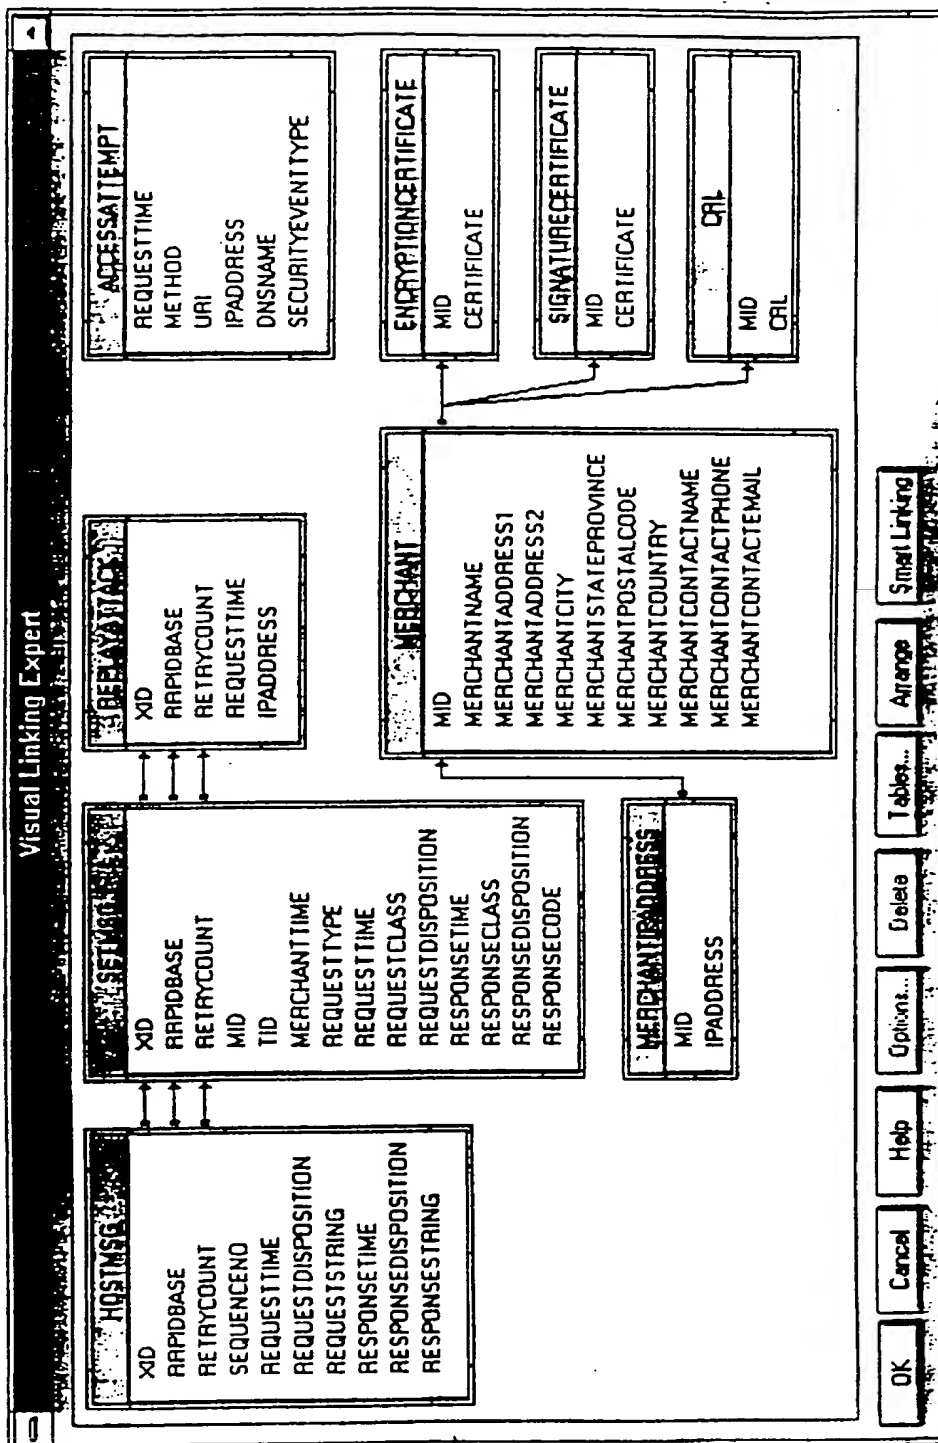 Visual Linking Expert
HOSTMSG
XID
RRPIDBASE
RETRYCOUNT
SEQUENCENO
REQUESTTIME
REQUESTDISPOSITION
REQUESTSTRING
RESPONSETIME
RESPONSEDISPOSITION
RESPONSESTRING
SETMSG
XID
RRPIDBASE
RETRYCOUNT
MID
TID
MERCHANTTIME
REQUESTTYPE
REQUESTTIME
REQUESTCLASS
REQUESTDISPOSITION
RESPONSETIME
RESPONSECLASS
RESPONSEDISPOSITION
RESPONSECODE
REPLAYATTACK
XID
RRPIDBASE
RETRYCOUNT
REQUESTTIME
IPADDRESS
ACCESSATTEMPT
REQUESTTIME
METHOD
URI
IPADDRESS
DNSNAME
SECURITYEVENTTYPE
MERCHANTIPADDRESS
MID
IPADDRESS
MERCHANT
MID
MERCHANTNAME
MERCHANTADDRESS1
MERCHANTADDRESS2
MERCHANTCITY
MERCHANTSTATEPROVINCE
MERCHANTPOSTALCODE
MERCHANTCOUNTRY
MERCHANTCONTACTNAME
MERCHANTCONTACTPHONE
MERCHANTCONTACTEMAIL
ENCRYPTIONCERTIFICATE
MID
CERTIFICATE
SIGNATURECERTIFICATE
MID
CERTIFICATE
CRL
MID
CRL
OK
Cancel
Help
Options...
Delete
Tables...
Arrange
Smart Linking